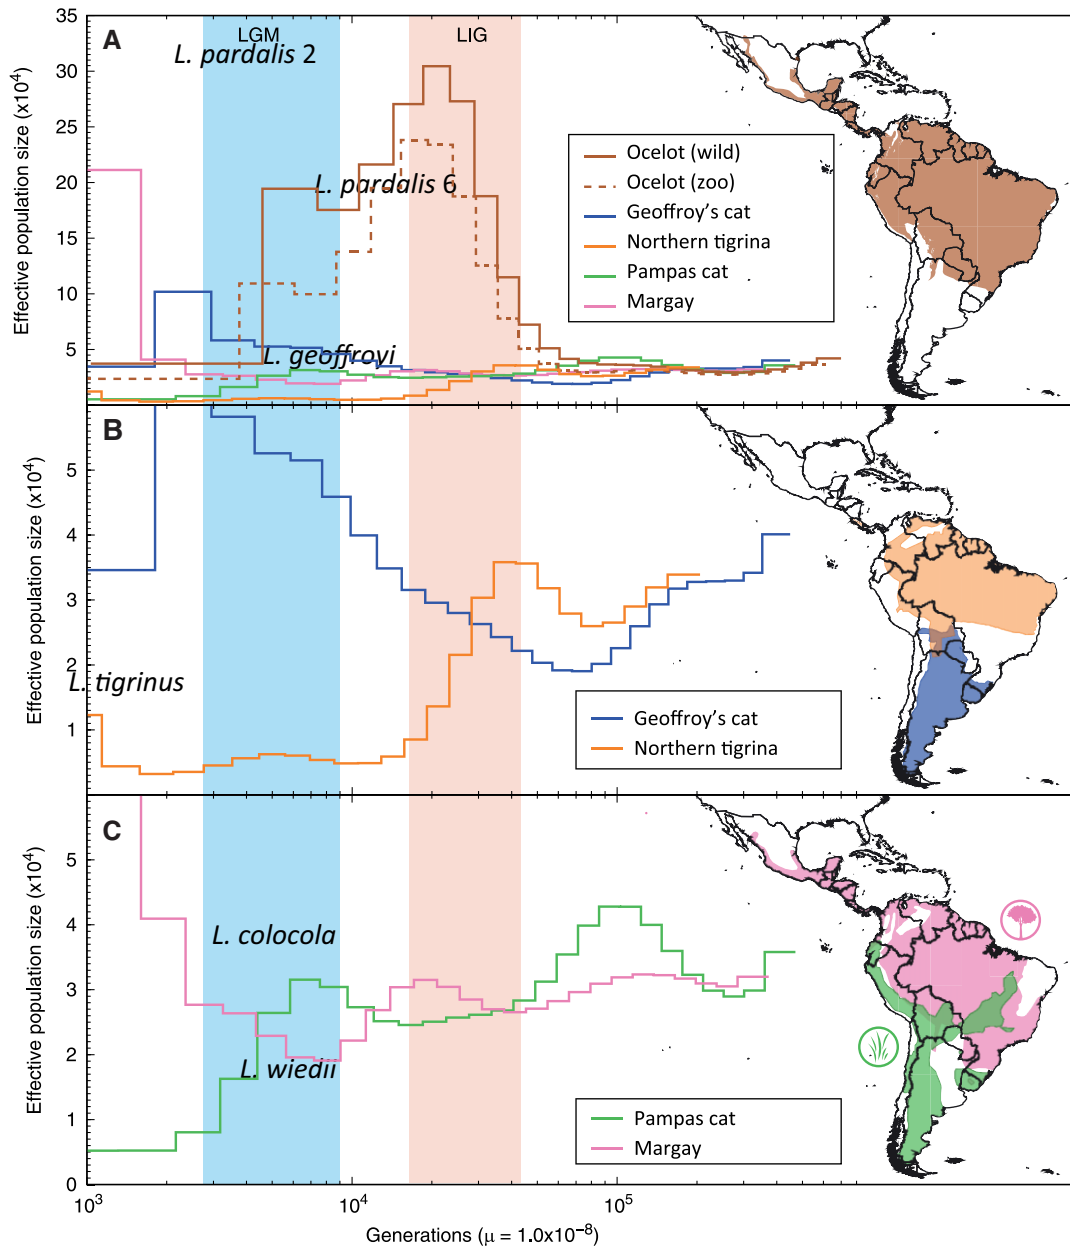 A
LGM
LIG
L. pardalis 2
L. pardalis 6
L. geoffroyi
35
30
25
20
15
10
5
Effective population size (x10⁴)
Ocelot (wild)
Ocelot (zoo)
Geoffroy's cat
Northern tigrina
Pampas cat
Margay
B
5
4
3
2
1
Effective population size (x10⁴)
L. tigrinus
Geoffroy's cat
Northern tigrina
C
5
4
3
2
1
0
Effective population size (x10⁴)
L. colocola
L. wiedii
Pampas cat
Margay
10³
10⁴
10⁵
Generations (μ = 1.0x10⁻⁸)